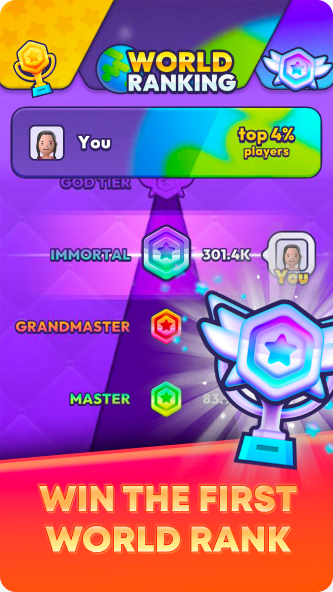 WORLD
RANKING
You
top 4%
players
GOD TIER
IMMORTAL
301.4K
You
GRANDMASTER
MASTER
83.
WIN THE FIRST
WORLD RANK